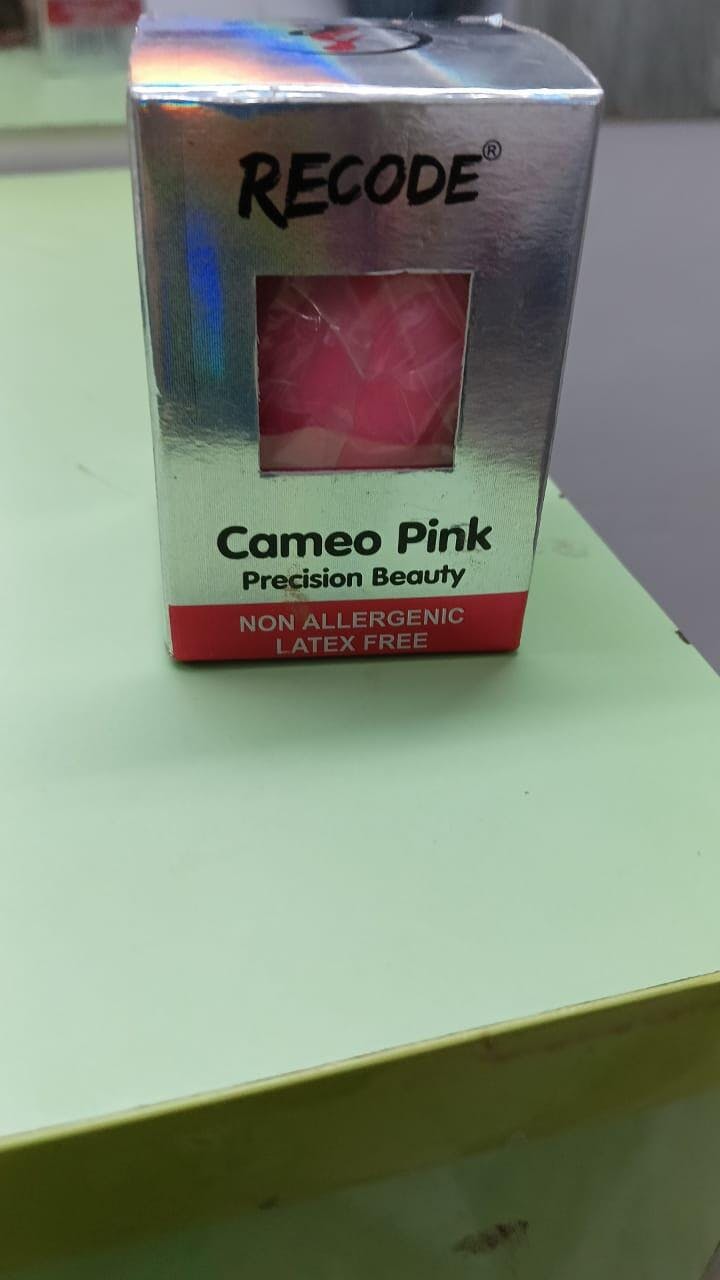 RECODE®
Cameo Pink
Precision Beauty
NON ALLERGENIC
LATEX FREE